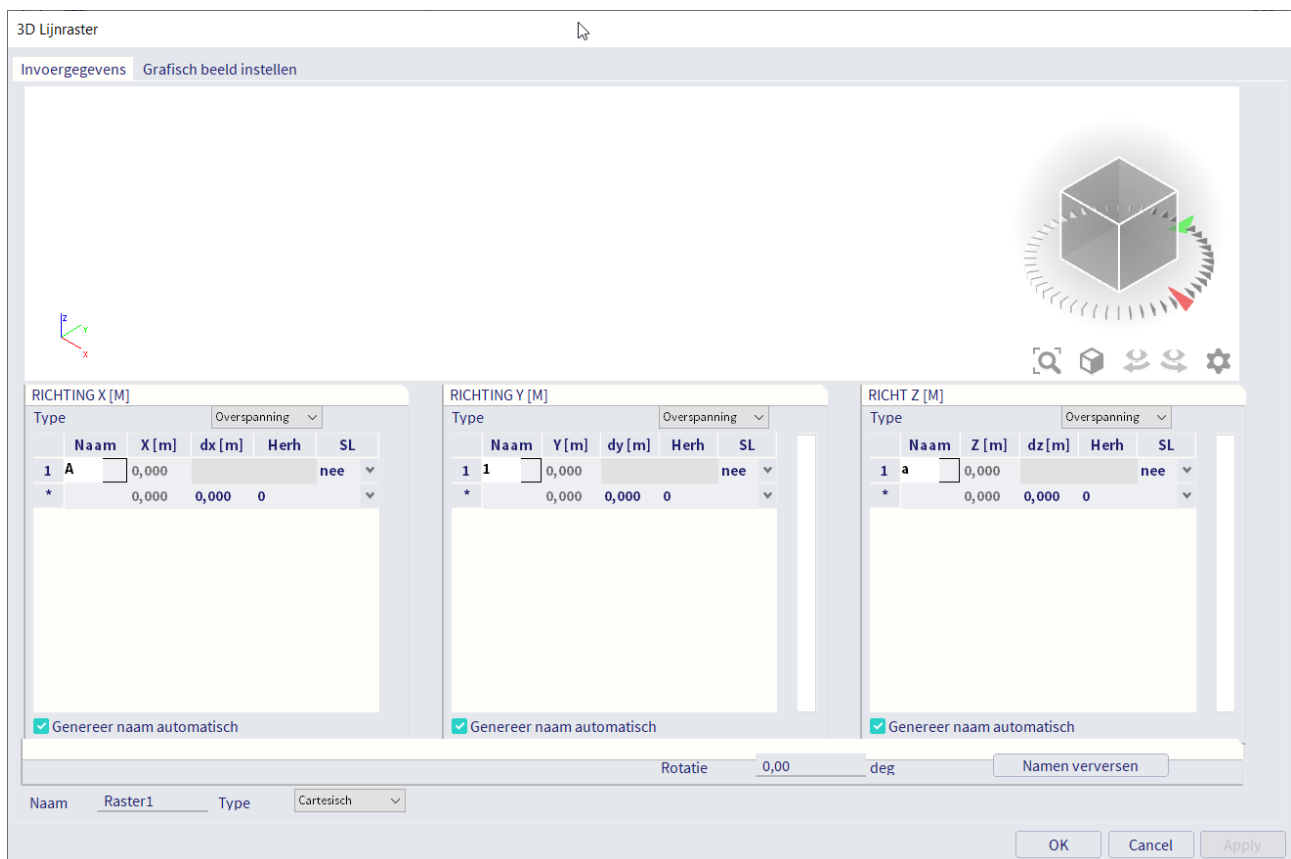 3D Lijnraster
Invoergegevens Grafisch beeld instellen
Z
Y
X
RICHTING X [M]
Type Overspanning
Naam X [m] dx [m] Herh SL
1 A 0,000 nee
* 0,000 0,000 0
Genereer naam automatisch
RICHTING Y [M]
Type Overspanning
Naam Y [m] dy [m] Herh SL
1 1 0,000 nee
* 0,000 0,000 0
Genereer naam automatisch
RICHT Z [M]
Type Overspanning
Naam Z [m] dz [m] Herh SL
1 a 0,000 nee
* 0,000 0,000 0
Genereer naam automatisch
Rotatie 0,00 deg Namen verversen
Naam Raster1 Type Cartesisch
OK Cancel Apply